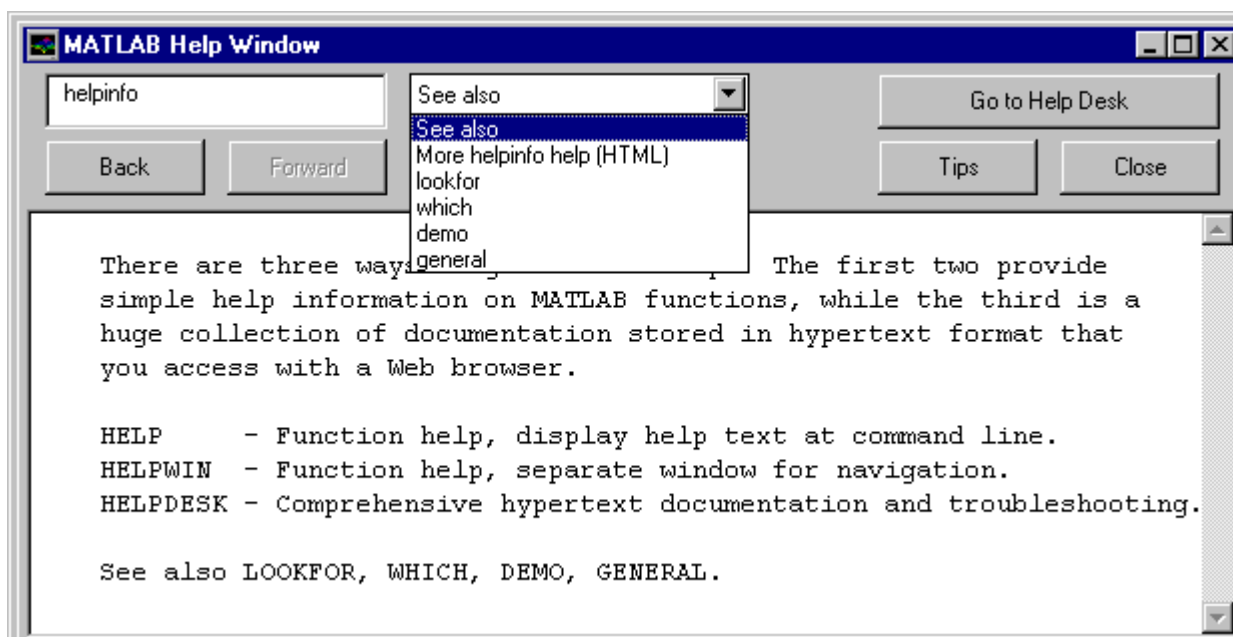 MATLAB Help Window
helpinfo
See also
Go to Help Desk
See also
More helpinfo help (HTML)
lookfor
which
demo
general
Back
Forward
Tips
Close
There are three ways The first two provide
simple help information on MATLAB functions, while the third is a
huge collection of documentation stored in hypertext format that
you access with a Web browser.
HELP - Function help, display help text at command line.
HELPWIN - Function help, separate window for navigation.
HELPDESK - Comprehensive hypertext documentation and troubleshooting.
See also LOOKFOR, WHICH, DEMO, GENERAL.